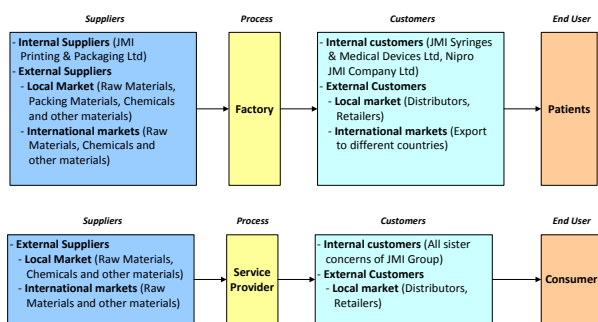 Suppliers
Process
Customers
End User
- Internal Suppliers (JMI
Printing & Packaging Ltd)
- External Suppliers
- Local Market (Raw Materials,
Packing Materials, Chemicals
and other materials)
- International markets (Raw
Materials, Chemicals and
other materials)
Factory
- Internal customers (JMI Syringes
& Medical Devices Ltd, Nipro
JMI Company Ltd)
- External Customers
- Local market (Distributors,
Retailers)
- International markets (Export
to different countries)
Patients
Suppliers
Process
Customers
End User
- External Suppliers
- Local Market (Raw Materials,
Chemicals and other materials)
- International markets (Raw
Materials and other materials)
Service
Provider
- Internal customers (All sister
concerns of JMI Group)
- External Customers
- Local market (Distributors,
Retailers)
Consumer